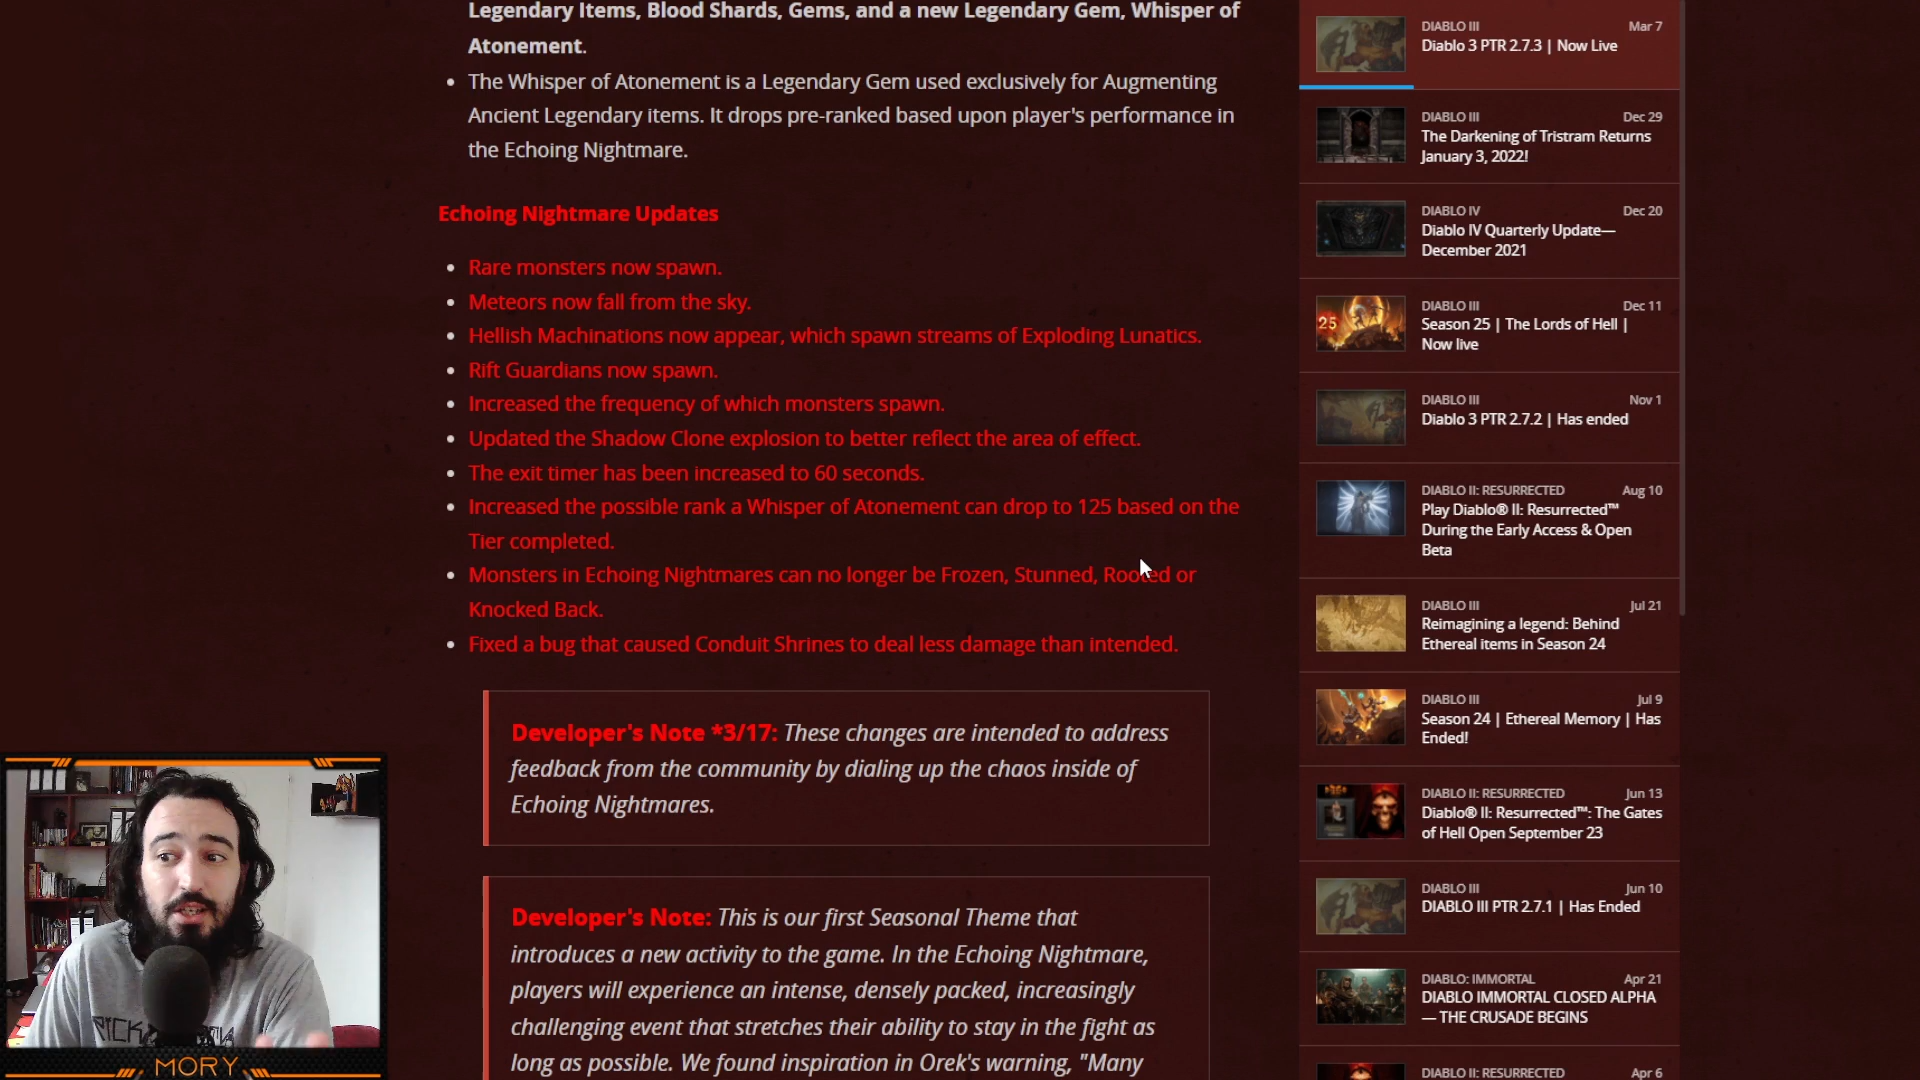 Legendary Items, Blood Shards, Gems, and a new Legendary Gem, Whisper of
Atonement.
The Whisper of Atonement is a Legendary Gem used exclusively for Augmenting
Ancient Legendary items. It drops pre-ranked based upon player's performance in
the Echoing Nightmare.
Echoing Nightmare Updates
Rare monsters now spawn.
Meteors now fall from the sky.
Hellish Machinations now appear, which spawn streams of Exploding Lunatics.
Rift Guardians now spawn.
Increased the frequency of which monsters spawn.
Updated the Shadow Clone explosion to better reflect the area of effect.
The exit timer has been increased to 60 seconds.
Increased the possible rank a Whisper of Atonement can drop to 125 based on the
Tier completed.
Monsters in Echoing Nightmares can no longer be Frozen, Stunned, Rooted or
Knocked Back.
Fixed a bug that caused Conduit Shrines to deal less damage than intended.
Developer's Note *3/17: These changes are intended to address
feedback from the community by dialing up the chaos inside of
Echoing Nightmares.
Developer's Note: This is our first Seasonal Theme that
introduces a new activity to the game. In the Echoing Nightmare,
players will experience an intense, densely packed, increasingly
challenging event that stretches their ability to stay in the fight as
long as possible. We found inspiration in Orek's warning, "Many
DIABLO III Mar 7
Diablo 3 PTR 2.7.3 | Now Live
DIABLO III Dec 29
The Darkening of Tristram Returns
January 3, 2022!
DIABLO IV Dec 20
Diablo IV Quarterly Update—
December 2021
25
DIABLO III Dec 11
Season 25 | The Lords of Hell |
Now live
DIABLO III Nov 1
Diablo 3 PTR 2.7.2 | Has ended
DIABLO II: RESURRECTED Aug 10
Play Diablo® II: Resurrected™
During the Early Access & Open
Beta
DIABLO III Jul 21
Reimagining a legend: Behind
Ethereal items in Season 24
DIABLO III Jul 9
Season 24 | Ethereal Memory | Has
Ended!
DIABLO II: RESURRECTED Jun 13
Diablo® II: Resurrected™: The Gates
of Hell Open September 23
DIABLO III Jun 10
DIABLO III PTR 2.7.1 | Has Ended
DIABLO: IMMORTAL Apr 21
DIABLO IMMORTAL CLOSED ALPHA
— THE CRUSADE BEGINS
DIABLO II: RESURRECTED Apr 6
MORY